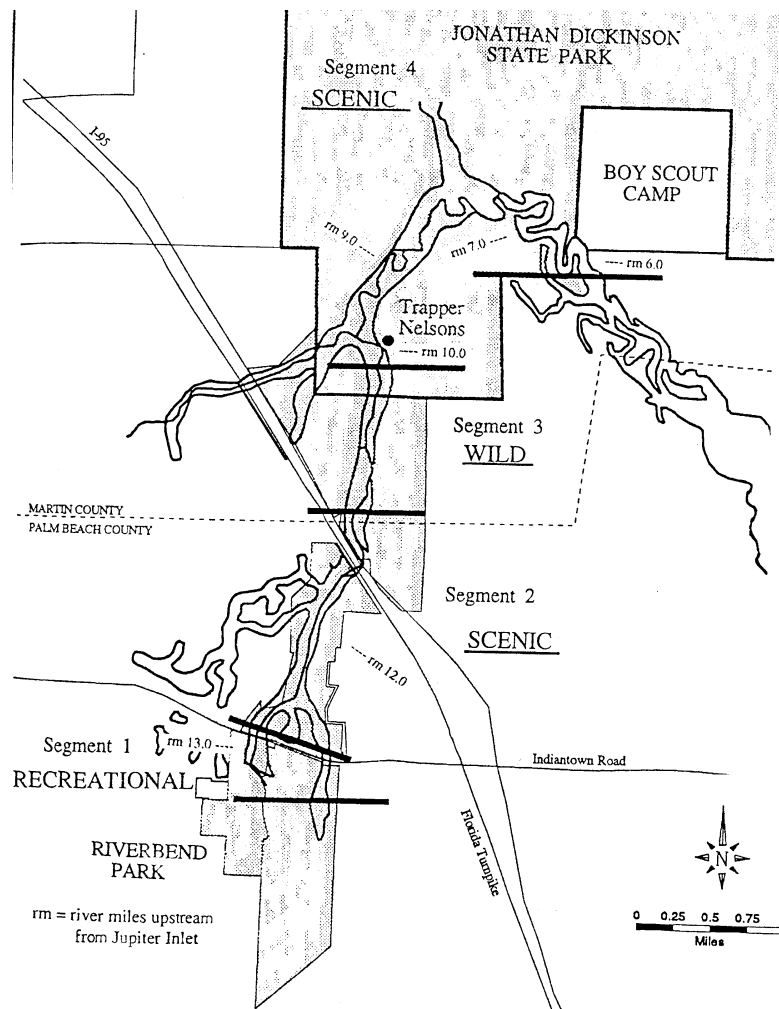 JONATHAN DICKINSON
STATE PARK
Segment 4
SCENIC
I-95
BOY SCOUT
CAMP
rm 9.0
rm 7.0
rm 6.0
Trapper
Nelsons
rm 10.0
Segment 3
WILD
MARTIN COUNTY
PALM BEACH COUNTY
Segment 2
SCENIC
rm 12.0
Segment 1
rm 13.0
RECREATIONAL
Indiantown Road
Florida Turnpike
RIVERBEND
PARK
N
rm = river miles upstream
from Jupiter Inlet
0 0.25 0.5 0.75
Miles